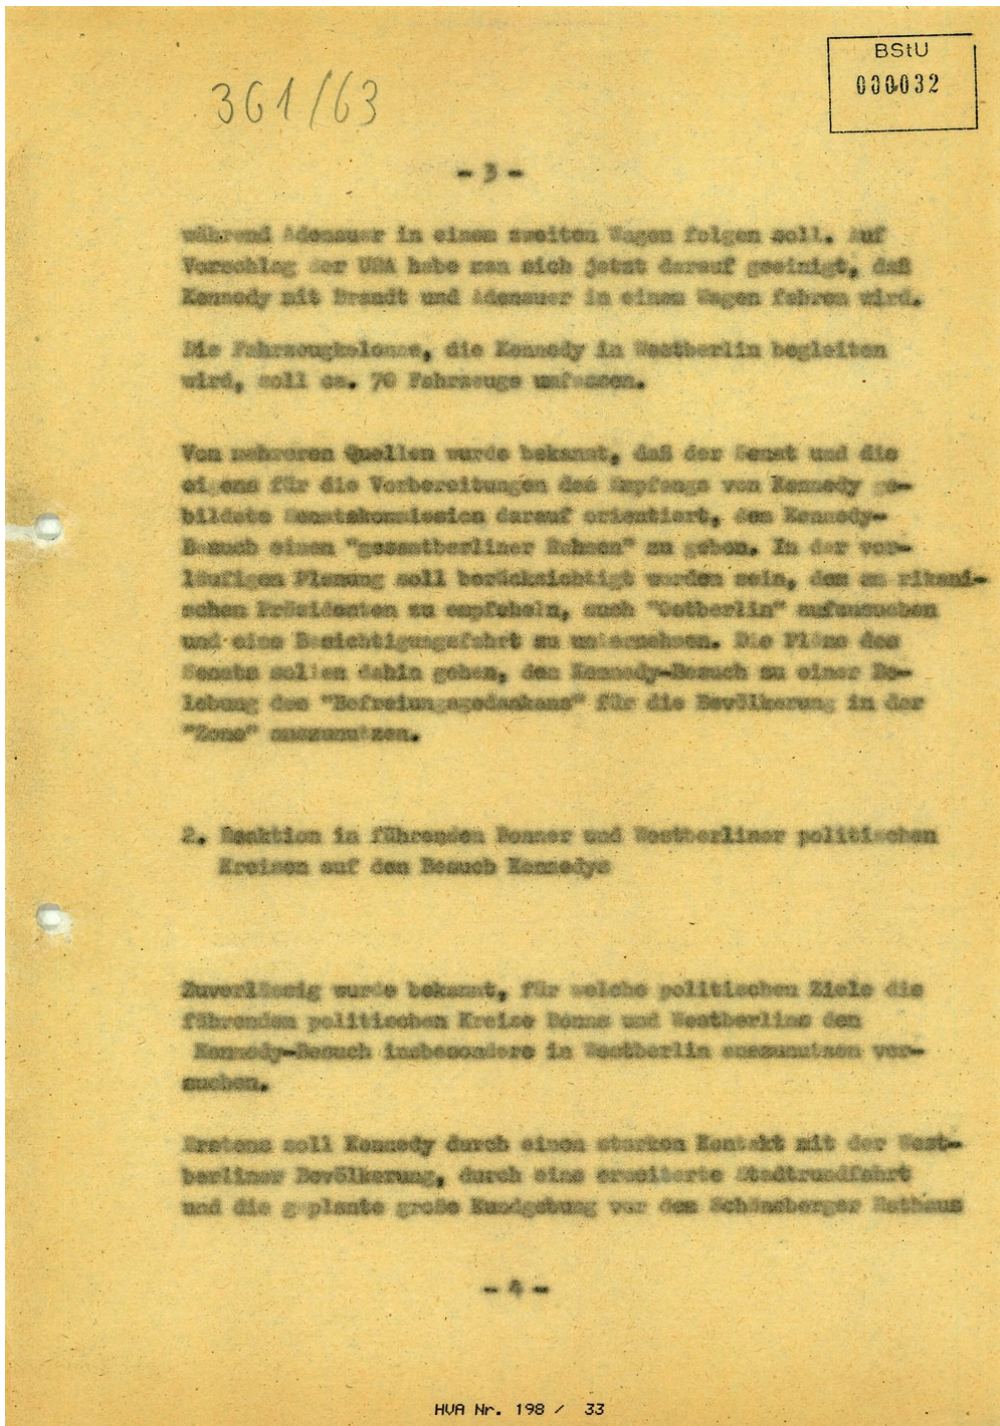 BStU
000032
361/63
- 3 -
während Adenauer in einem zweiten Wagen folgen soll. Auf
Vorschlag der USA habe man sich jetzt darauf geeinigt, daß
Kennedy mit Brandt und Adenauer in einem Wagen fahren wird.
Die Fahrzeugkolonne, die Kennedy in Westberlin begleiten
wird, soll ca. 70 Fahrzeuge umfassen.
Von mehreren Quellen wurde bekannt, daß der Senat und die
eigens für die Vorbereitungen des Empfangs von Kennedy ge-
bildete Senatskommission darauf orientiert, dem Kennedy-
Besuch einen "gesamtberliner Rahmen" zu geben. In der vor-
läufigen Planung soll berücksichtigt worden sein, dem amerikani-
schen Präsidenten zu empfeheln, auch "Ostberlin" aufzusuchen
und eine Besichtigungsfahrt zu unternehmen. Die Pläne des
Senats sollen dahin gehen, den Kennedy-Besuch zu einer Be-
lebung des "Befreiungsgedankens" für die Bevölkerung in der
"Zone" auszunutzen.
2. Reaktion in führenden Bonner und Westberliner politischen
Kreisen auf den Besuch Kennedys
Zuverlässig wurde bekannt, für welche politischen Ziele die
führenden politischen Kreise Bonns und Westberlins den
Kennedy-Besuch insbesondere in Westberlin auszunutzen ver-
suchen.
Erstens soll Kennedy durch einen starken Kontakt mit der West-
berliner Bevölkerung, durch eine erweiterte Stadtrundfahrt
und die geplante große Kundgebung vor dem Schöneberger Rathaus
- 4 -
HVA Nr. 198 / 33